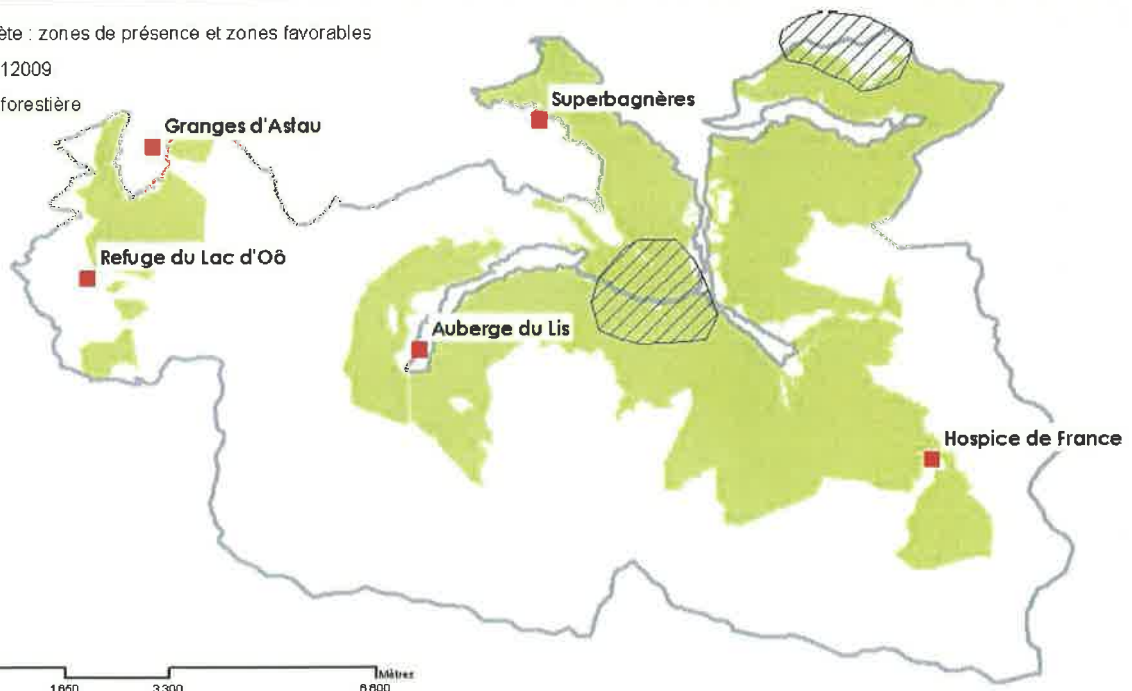 ète : zones de présence et zones favorables
12009
forestière
Superbagnères
Granges d'Astau
Refuge du Lac d'Oô
Auberge du Lis
Hospice de France
Mètres
1 650 3 300 6 600